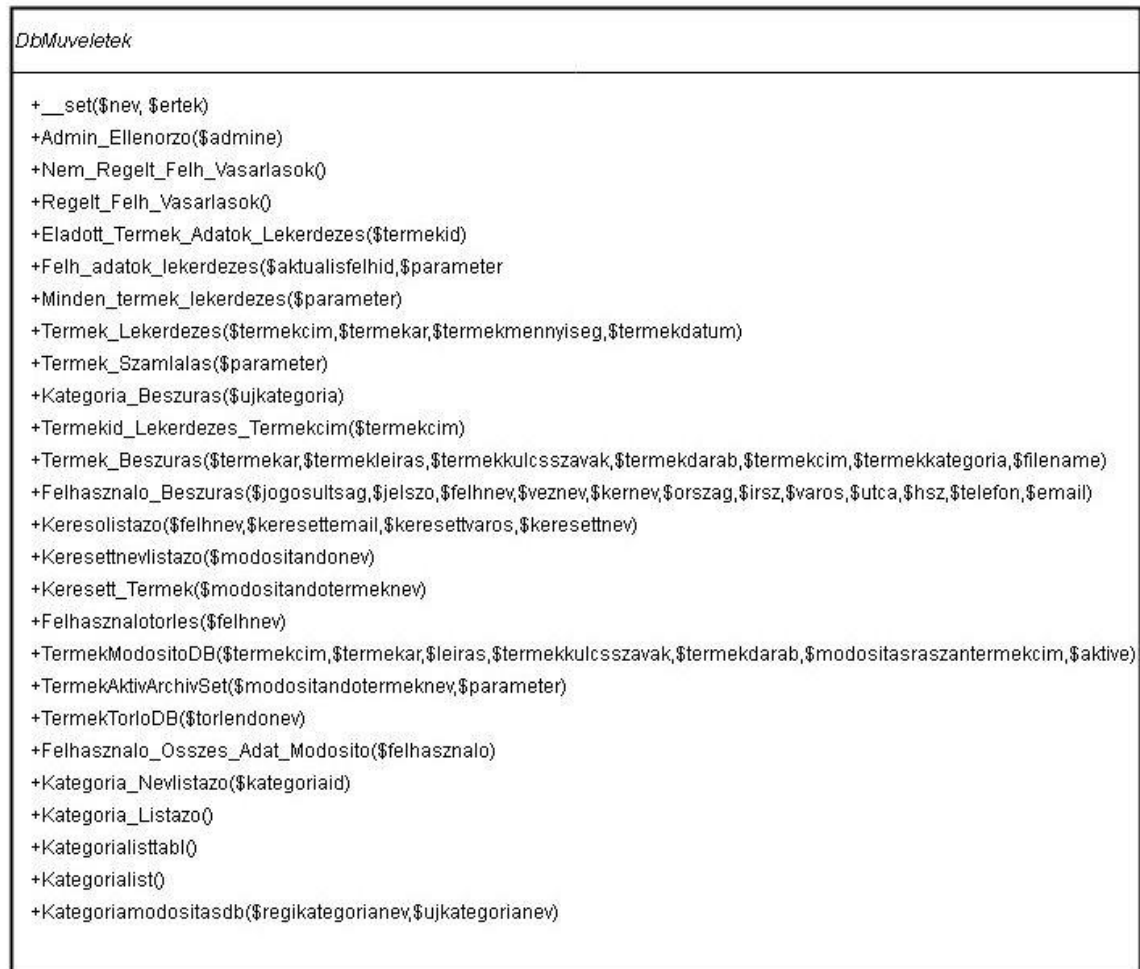 DbMuveletek
+__set($nev, $ertek)
+Admin_Ellenorzo($admine)
+Nem_Regelt_Felh_Vasarlasok()
+Regelt_Felh_Vasarlasok()
+Eladott_Termek_Adatok_Lekerdezes($termekid)
+Felh_adatok_lekerdezes($aktualisfelhid,$parameter
+Minden_termek_lekerdezes($parameter)
+Termek_Lekerdezes($termekcim,$termekar,$termekmennyiseg,$termekdatum)
+Termek_Szamlalas($parameter)
+Kategoria_Beszuras($ujkategoria)
+Termekid_Lekerdezes_Termekcim($termekcim)
+Termek_Beszuras($termekar,$termekleiras,$termekkulcsszavak,$termekdarab,$termekcim,$termekkategoria,$filename)
+Felhasznalo_Beszuras($jogosultsag,$jelszo,$felhnev,$veznev,$kernev,$orszag,$irsz,$varos,$utca,$hsz,$telefon,$email)
+Keresolistazo($felhnev,$keresettemail,$keresettvaros,$keresettnev)
+Keresettnevlistazo($modositandonev)
+Keresett_Termek($modositandotermeknev)
+Felhasznalotorles($felhnev)
+TermekModositoDB($termekcim,$termekar,$leiras,$termekkulcsszavak,$termekdarab,$modositasraszantermekcim,$aktive)
+TermekAktivArchivSet($modositandotermeknev,$parameter)
+TermekTorloDB($torlendonev)
+Felhasznalo_Osszes_Adat_Modosito($felhasznalo)
+Kategoria_Nevlistazo($kategoriaid)
+Kategoria_Listazo()
+Kategorialisttabl()
+Kategorialist()
+Kategoriamodositasdb($regikategorianev,$ujkategorianev)